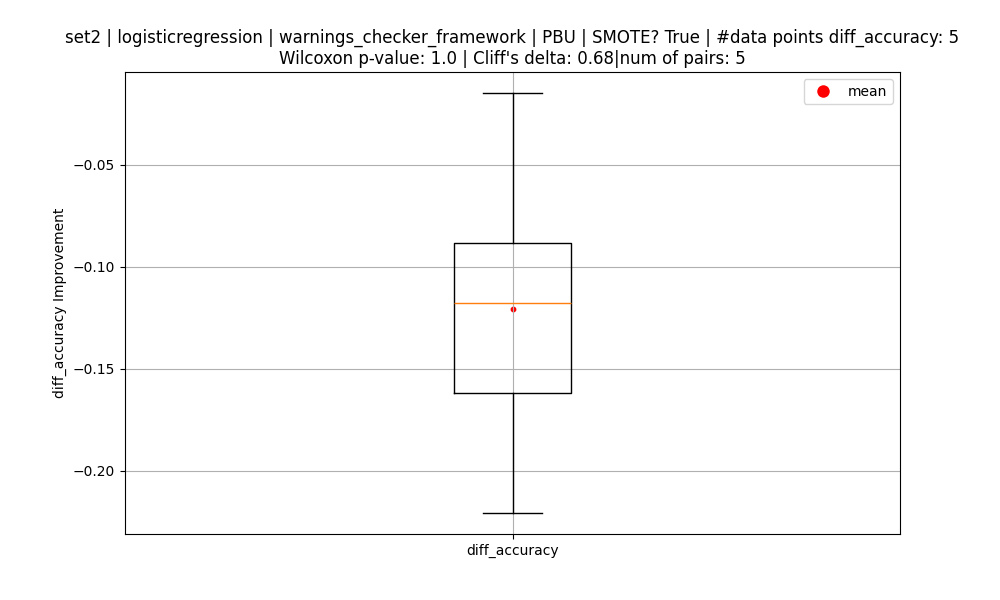 set2 | logisticregression | warnings_checker_framework | PBU | SMOTE? True | #data points diff_accuracy: 5
Wilcoxon p-value: 1.0 | Cliff's delta: 0.68|num of pairs: 5
mean
−0.05
−0.10
−0.15
−0.20
diff_accuracy Improvement
diff_accuracy